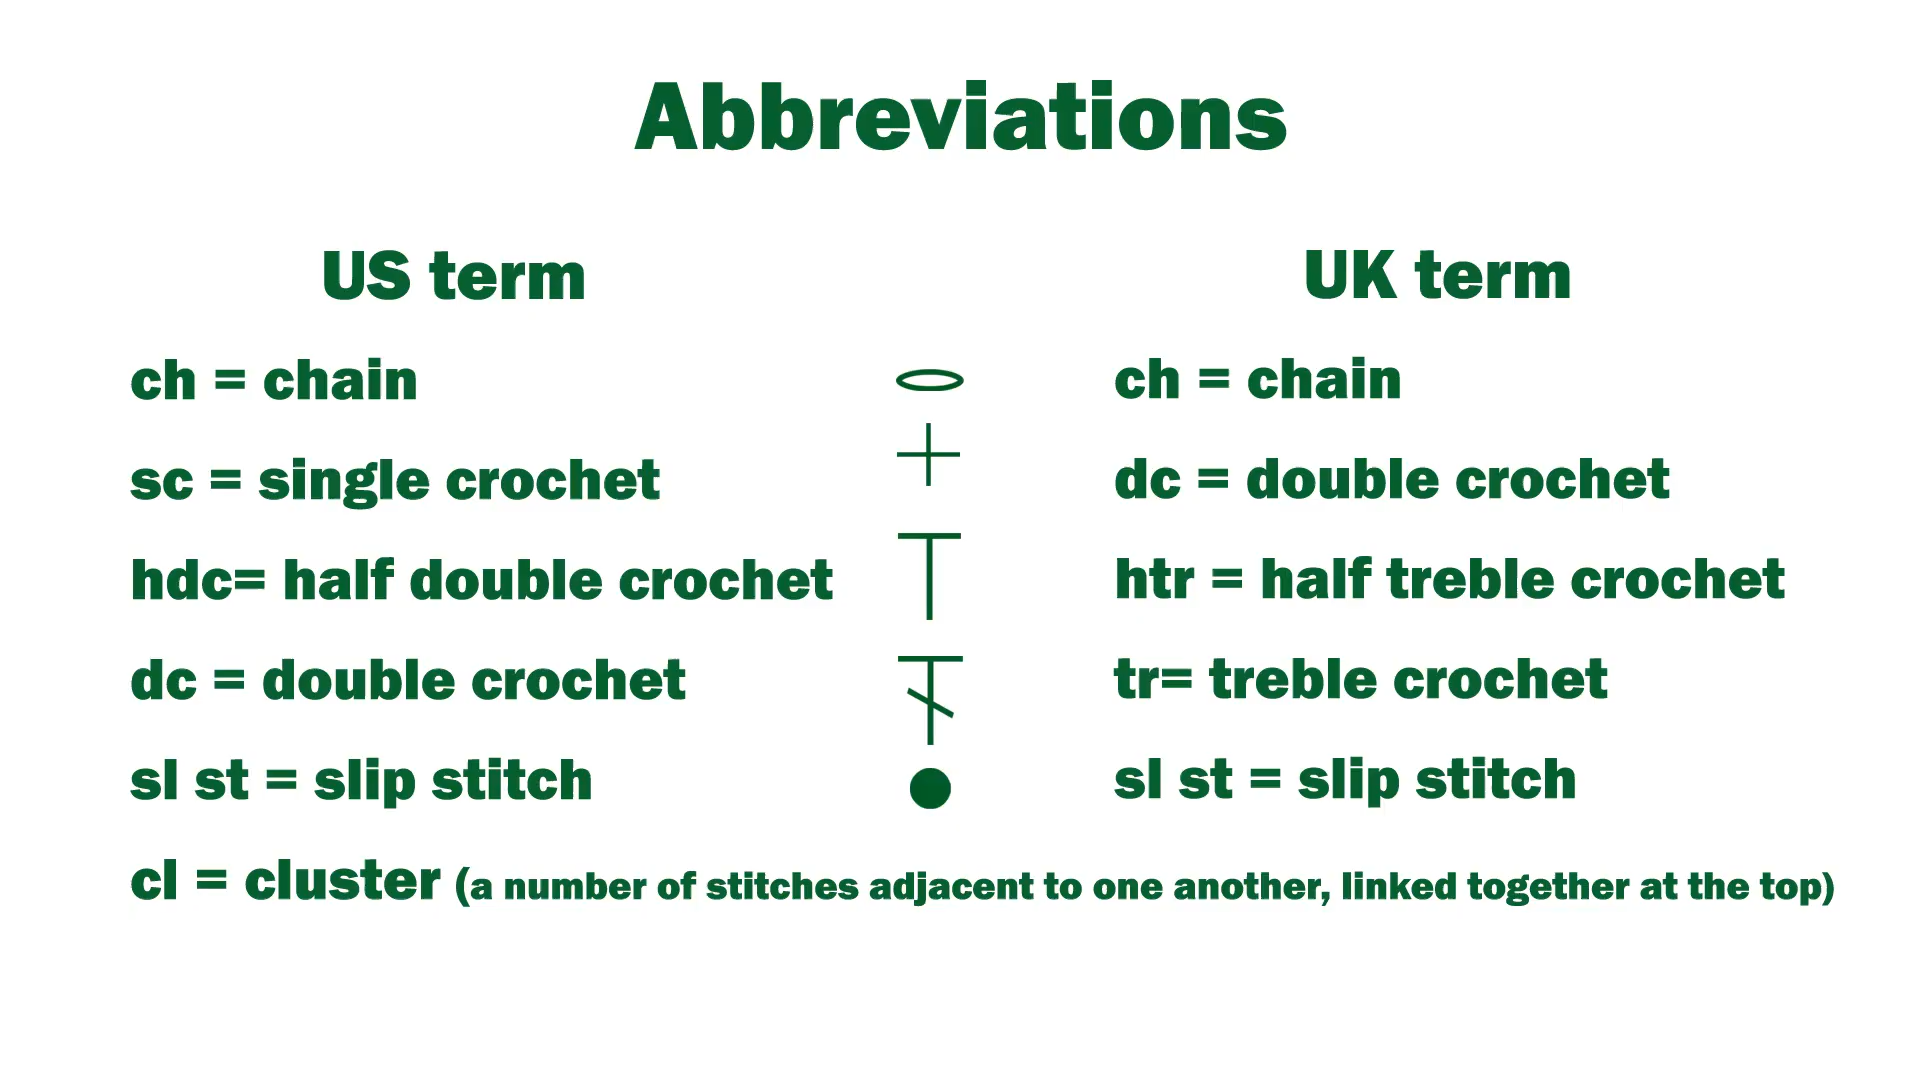 Abbreviations
US term
UK term
ch = chain
ch = chain
sc = single crochet
dc = double crochet
hdc= half double crochet
htr = half treble crochet
dc = double crochet
tr= treble crochet
sl st = slip stitch
sl st = slip stitch
cl = cluster (a number of stitches adjacent to one another, linked together at the top)